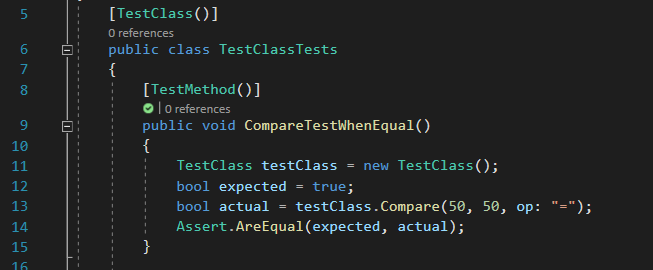 5 [TestClass()]
0 references
6 public class TestClassTests
7 {
8 [TestMethod()]
| 0 references
9 public void CompareTestWhenEqual()
10 {
11 TestClass testClass = new TestClass();
12 bool expected = true;
13 bool actual = testClass.Compare(50, 50, op: "=");
14 Assert.AreEqual(expected, actual);
15 }
16